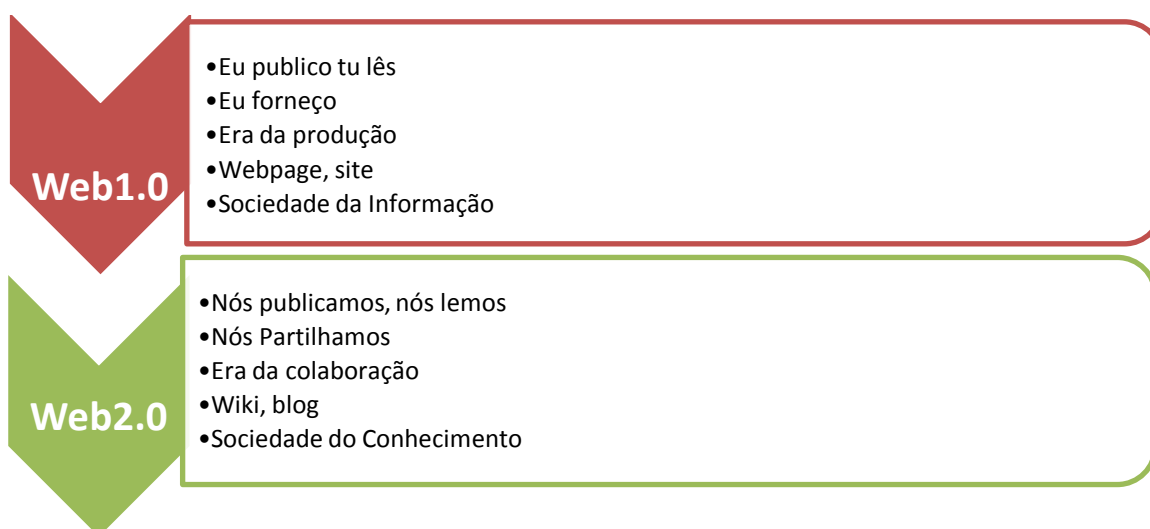 Web1.0
•Eu publico tu lês
•Eu forneço
•Era da produção
•Webpage, site
•Sociedade da Informação
Web2.0
•Nós publicamos, nós lemos
•Nós Partilhamos
•Era da colaboração
•Wiki, blog
•Sociedade do Conhecimento